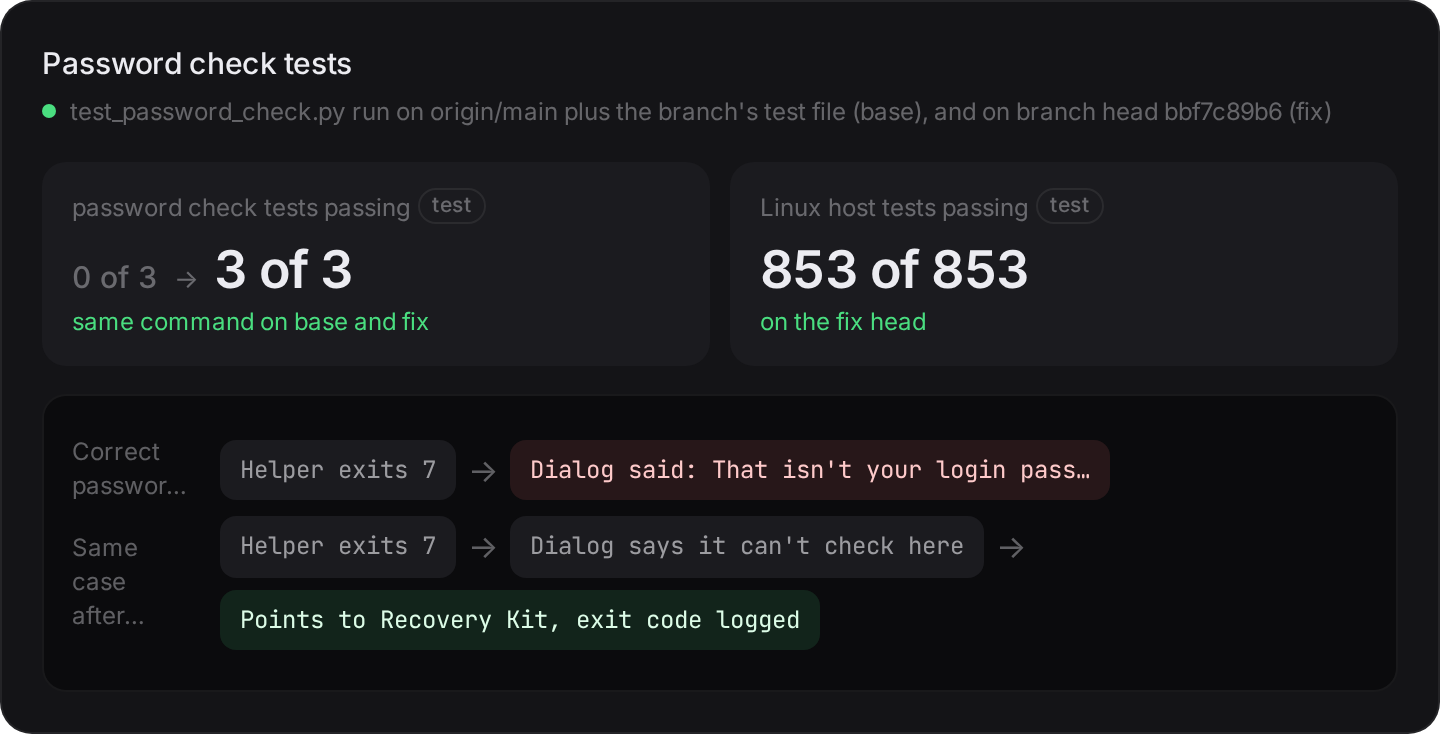 Password check tests
test_password_check.py run on origin/main plus the branch's test file (base), and on branch head bbf7c89b6 (fix)
password check tests passing test
0 of 3 → 3 of 3
same command on base and fix
Linux host tests passing test
853 of 853
on the fix head
Correct
passwor…
Helper exits 7 → Dialog said: That isn't your login pass…
Same
case
after…
Helper exits 7 → Dialog says it can't check here →
Points to Recovery Kit, exit code logged